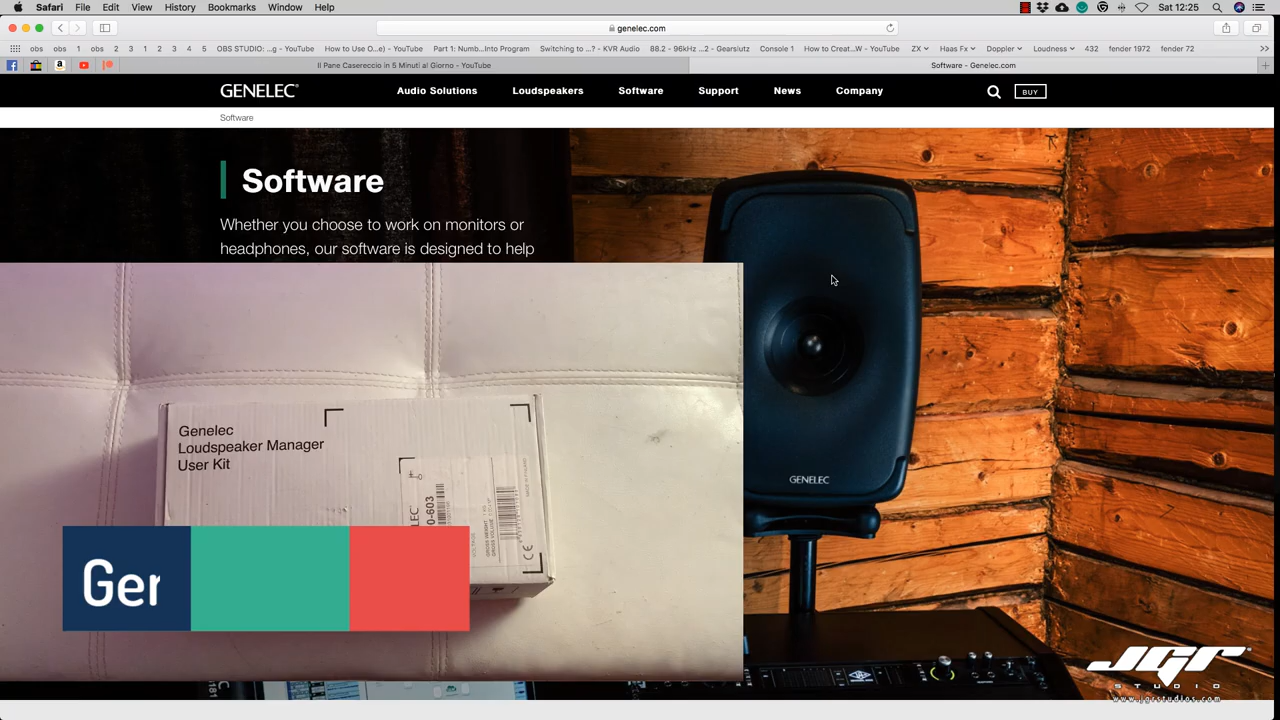 Safari File Edit View History Bookmarks Window Help Sat 12:25
genelec.com
obs obs 1 obs 2 3 1 2 3 4 5 OBS STUDIO: ...g - YouTube How to Use O...e) - YouTube Part 1: Numb...Into Program Switching to ...? - KVR Audio 88.2 - 96kHz ...2 - Gearslutz Console 1 How to Creat...W - YouTube ZX Haas Fx Doppler Loudness 432 fender 1972 fender 72
Il Pane Casereccio in 5 Minuti al Giorno - YouTube Software - Genelec.com
GENELEC® Audio Solutions Loudspeakers Software Support News Company BUY
Software
Software
Whether you choose to work on monitors or
headphones, our software is designed to help
Genelec
Loudspeaker Manager
User Kit
GENELEC
Ger
JGR
STUDIO
www.jgrstudios.com